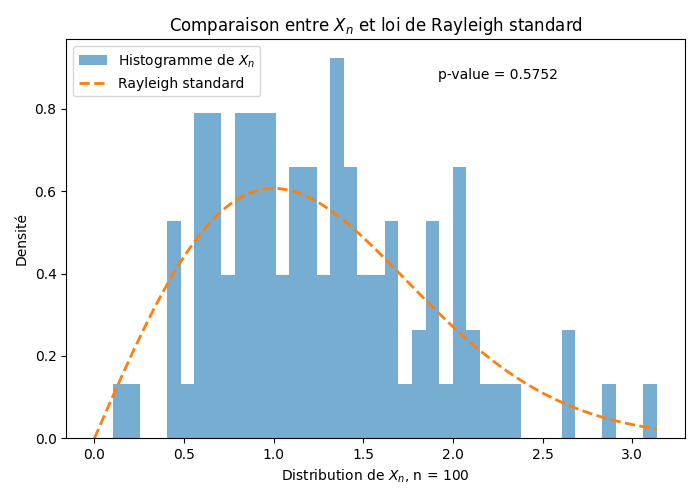 Comparaison entre $X_n$ et loi de Rayleigh standard
Histogramme de $X_n$
Rayleigh standard
p-value = 0.5752
Densité
0.8
0.6
0.4
0.2
0.0
0.0 0.5 1.0 1.5 2.0 2.5 3.0
Distribution de $X_n$, n = 100